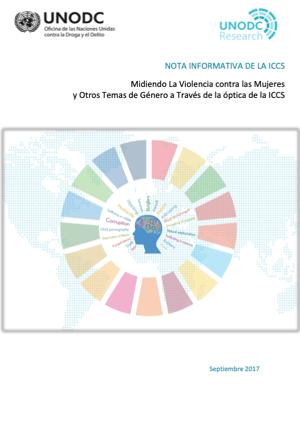 UNODC
Oficina de las Naciones Unidas
contra la Droga y el Delito
UNODC
Research
NOTA INFORMATIVA DE LA ICCS
Midiendo La Violencia contra las Mujeres
y Otros Temas de Género a Través de la óptica de la ICCS
Corruption
Child pornography
Sexual exploitation
Trafficking in persons
Septiembre 2017